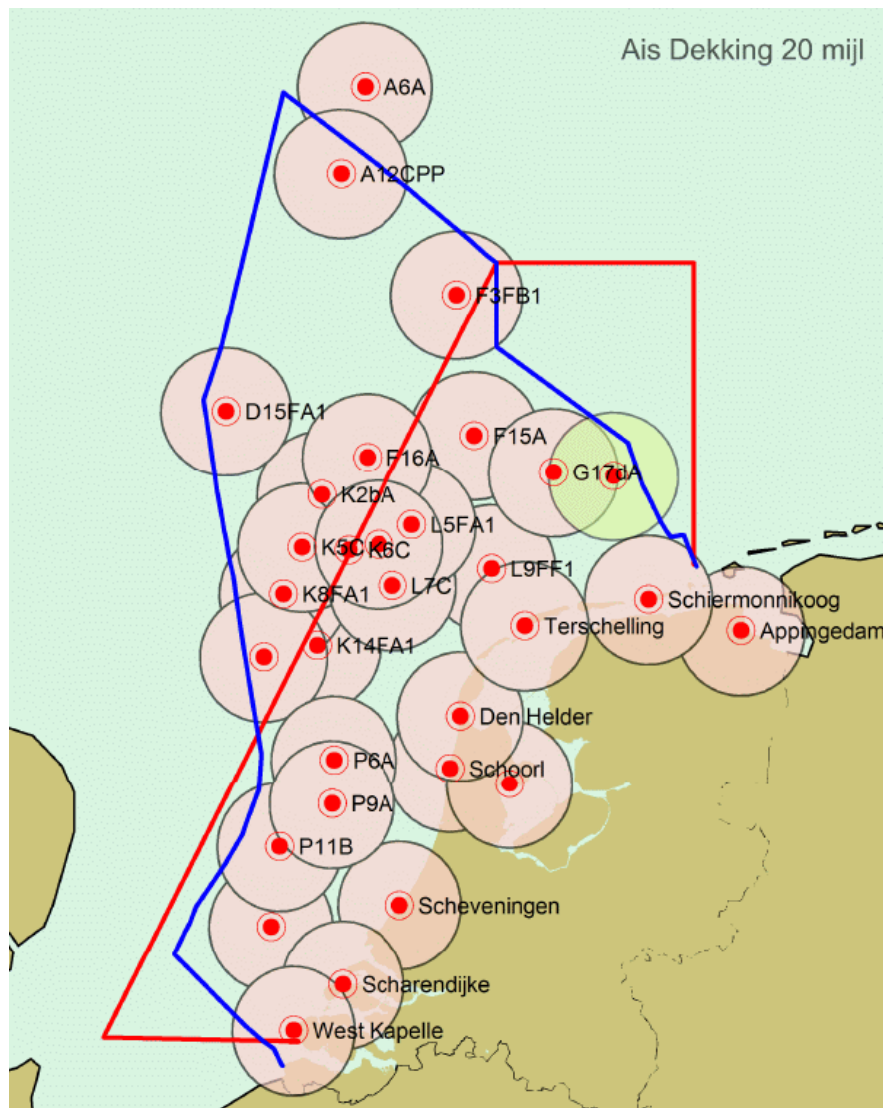 Ais Dekking 20 mijl
A6A
A12CPP
F3FB1
D15FA1
F15A
F16A
G17dA
K2bA
L5FA1
K5C
K6C
L9FF1
L7C
K8FA1
Schiermonnikoog
Terschelling
Appingedam
K14FA1
Den Helder
P6A
Schoorl
P9A
P11B
Scheveningen
Scharendijke
West Kapelle